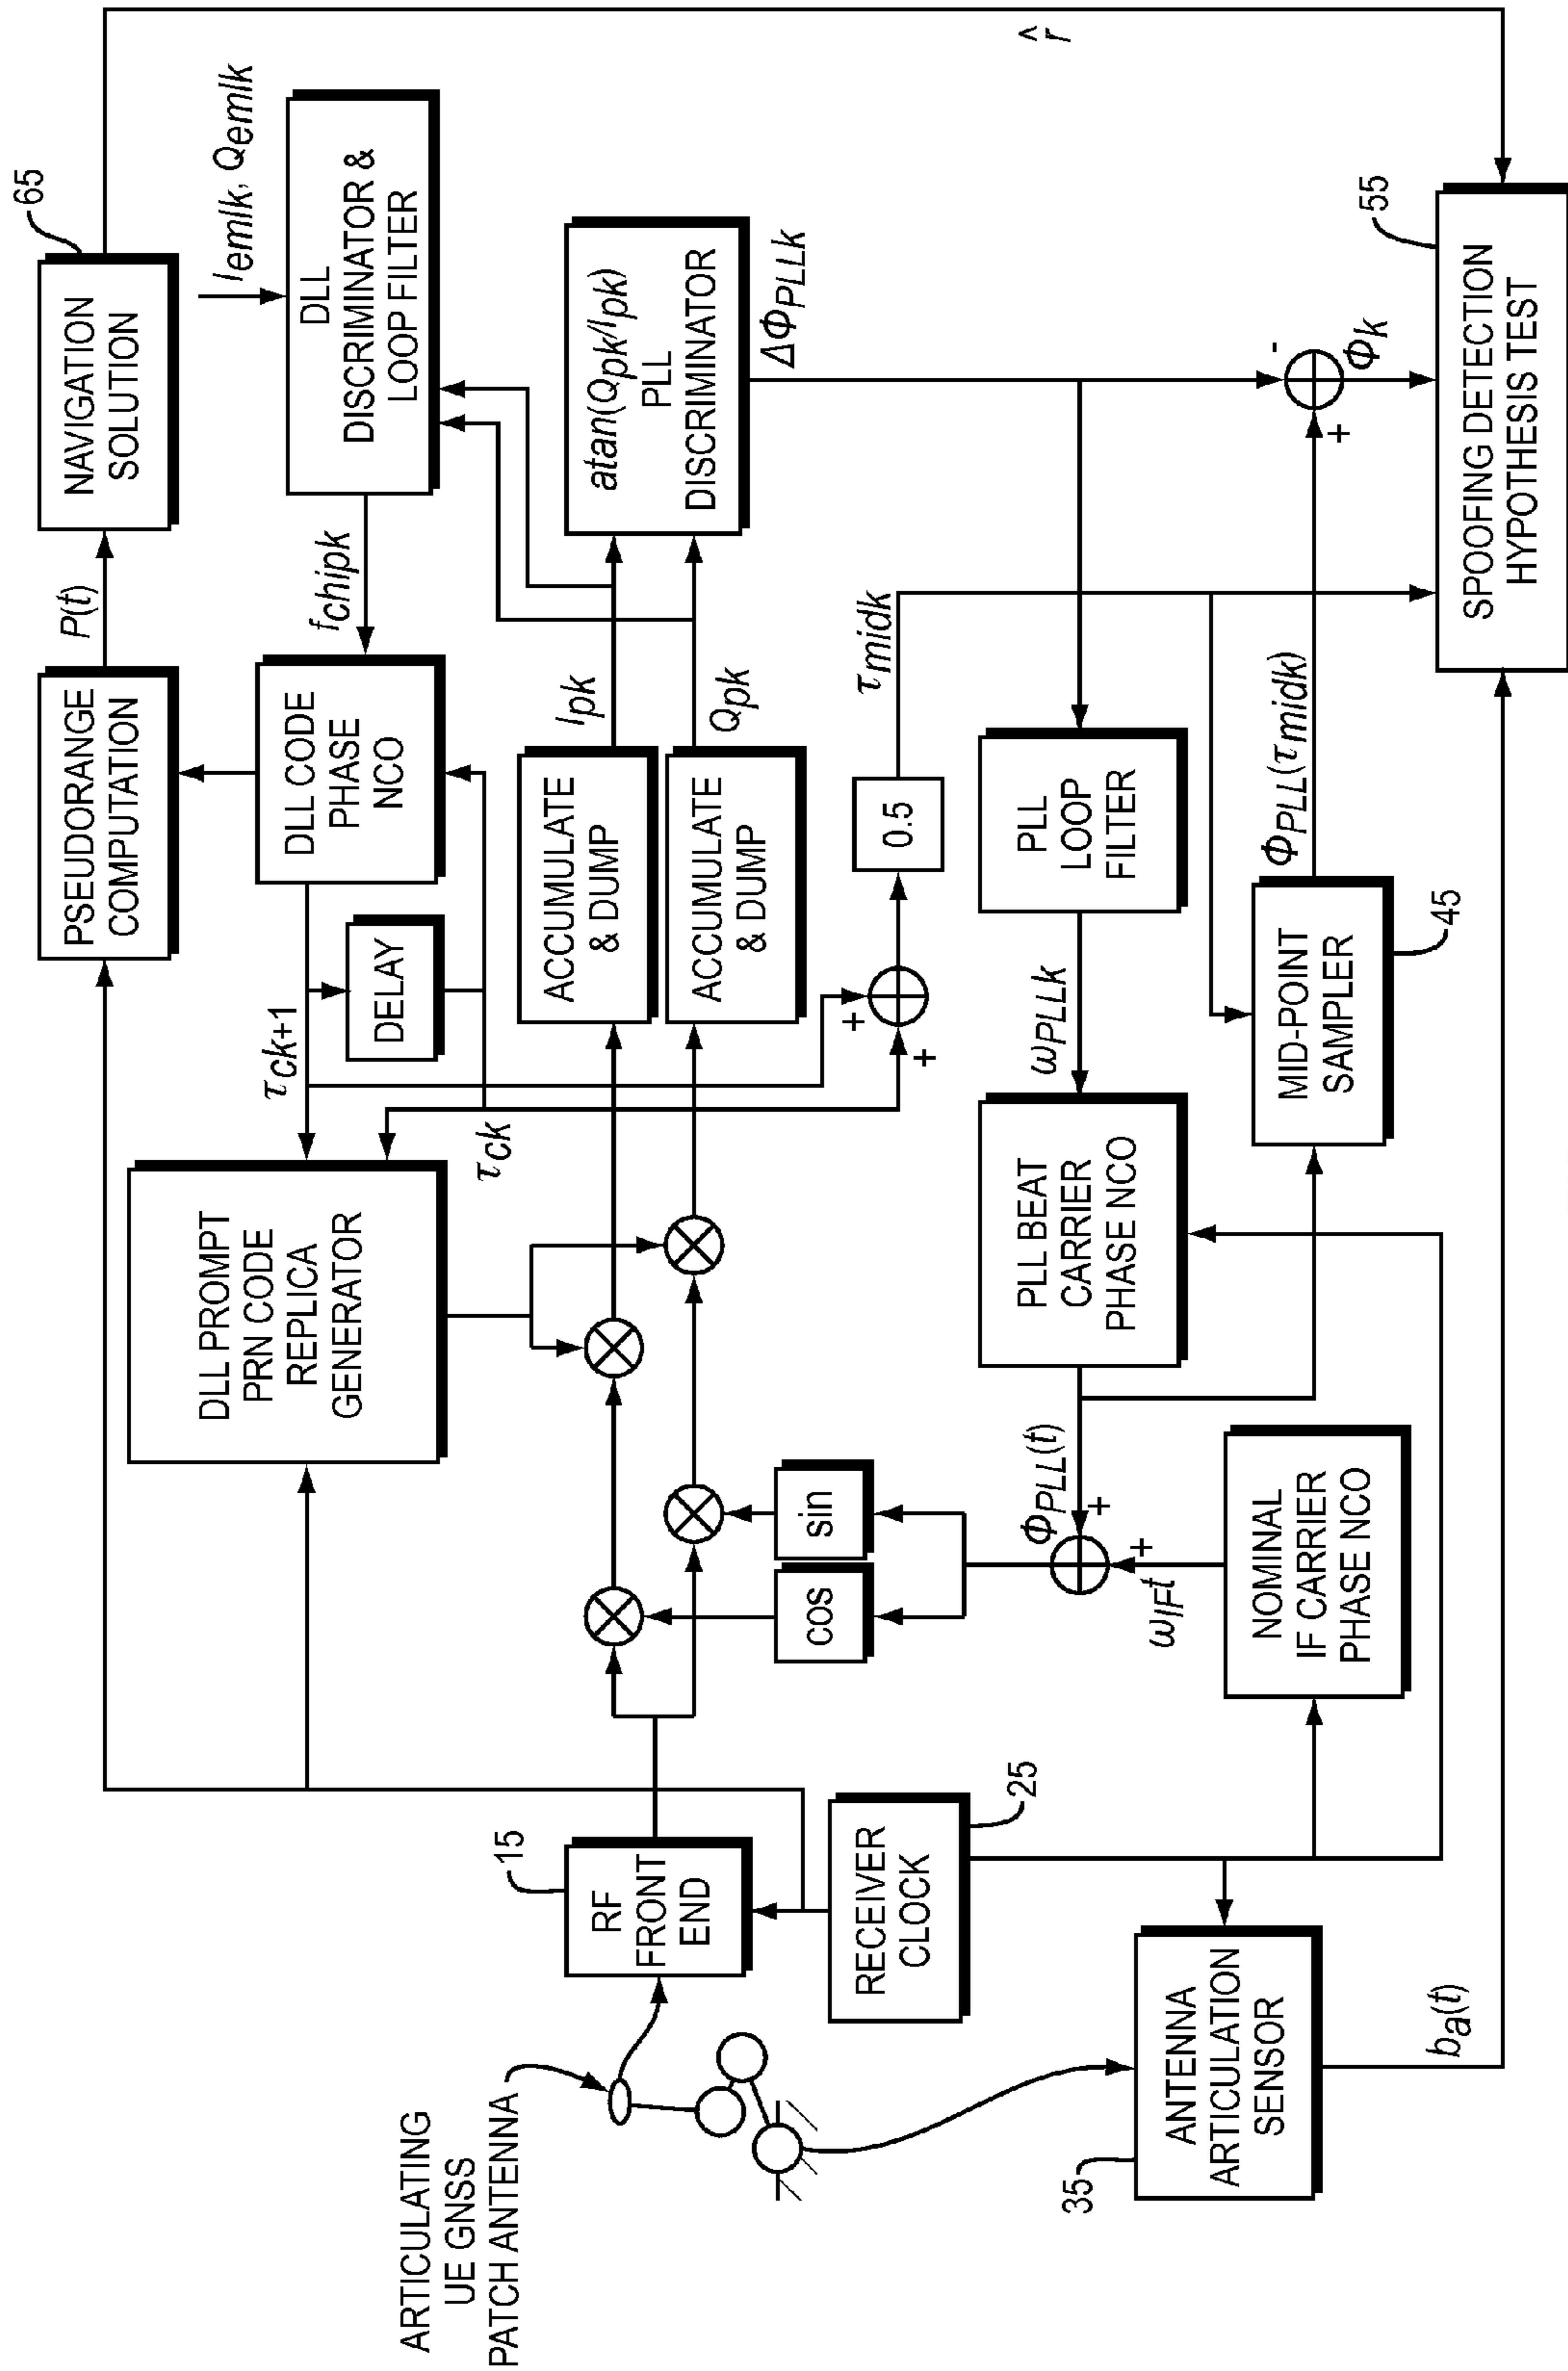 ARTICULATING
UE GNSS
PATCH ANTENNA
15
RF
FRONT
END
RECEIVER
CLOCK
25
35
ANTENNA
ARTICULATION
SENSOR
b_a(t)
DLL PROMPT
PRN CODE
REPLICA
GENERATOR
τ_ck+1
τ_ck
DELAY
PSEUDORANGE
COMPUTATION
P(t)
NAVIGATION
SOLUTION
65
DLL CODE
PHASE
NCO
f_chipk
I_emlk, Q_emlk
DLL
DISCRIMINATOR &
LOOP FILTER
cos
sin
ACCUMULATE
& DUMP
I_pk
ACCUMULATE
& DUMP
Q_pk
atan(Q_pk/I_pk)
PLL
DISCRIMINATOR
ΔΦ_PLLk
+
+
0.5
τ_midk
Φ_PLL(t)
+
+
ω_IFt
NOMINAL
IF CARRIER
PHASE NCO
PLL BEAT
CARRIER
PHASE NCO
ω_PLLk
PLL
LOOP
FILTER
MID-POINT
SAMPLER
45
Φ_PLL(τ_midk)
+
-
Φ_k
SPOOFING DETECTION
HYPOTHESIS TEST
55
r̂